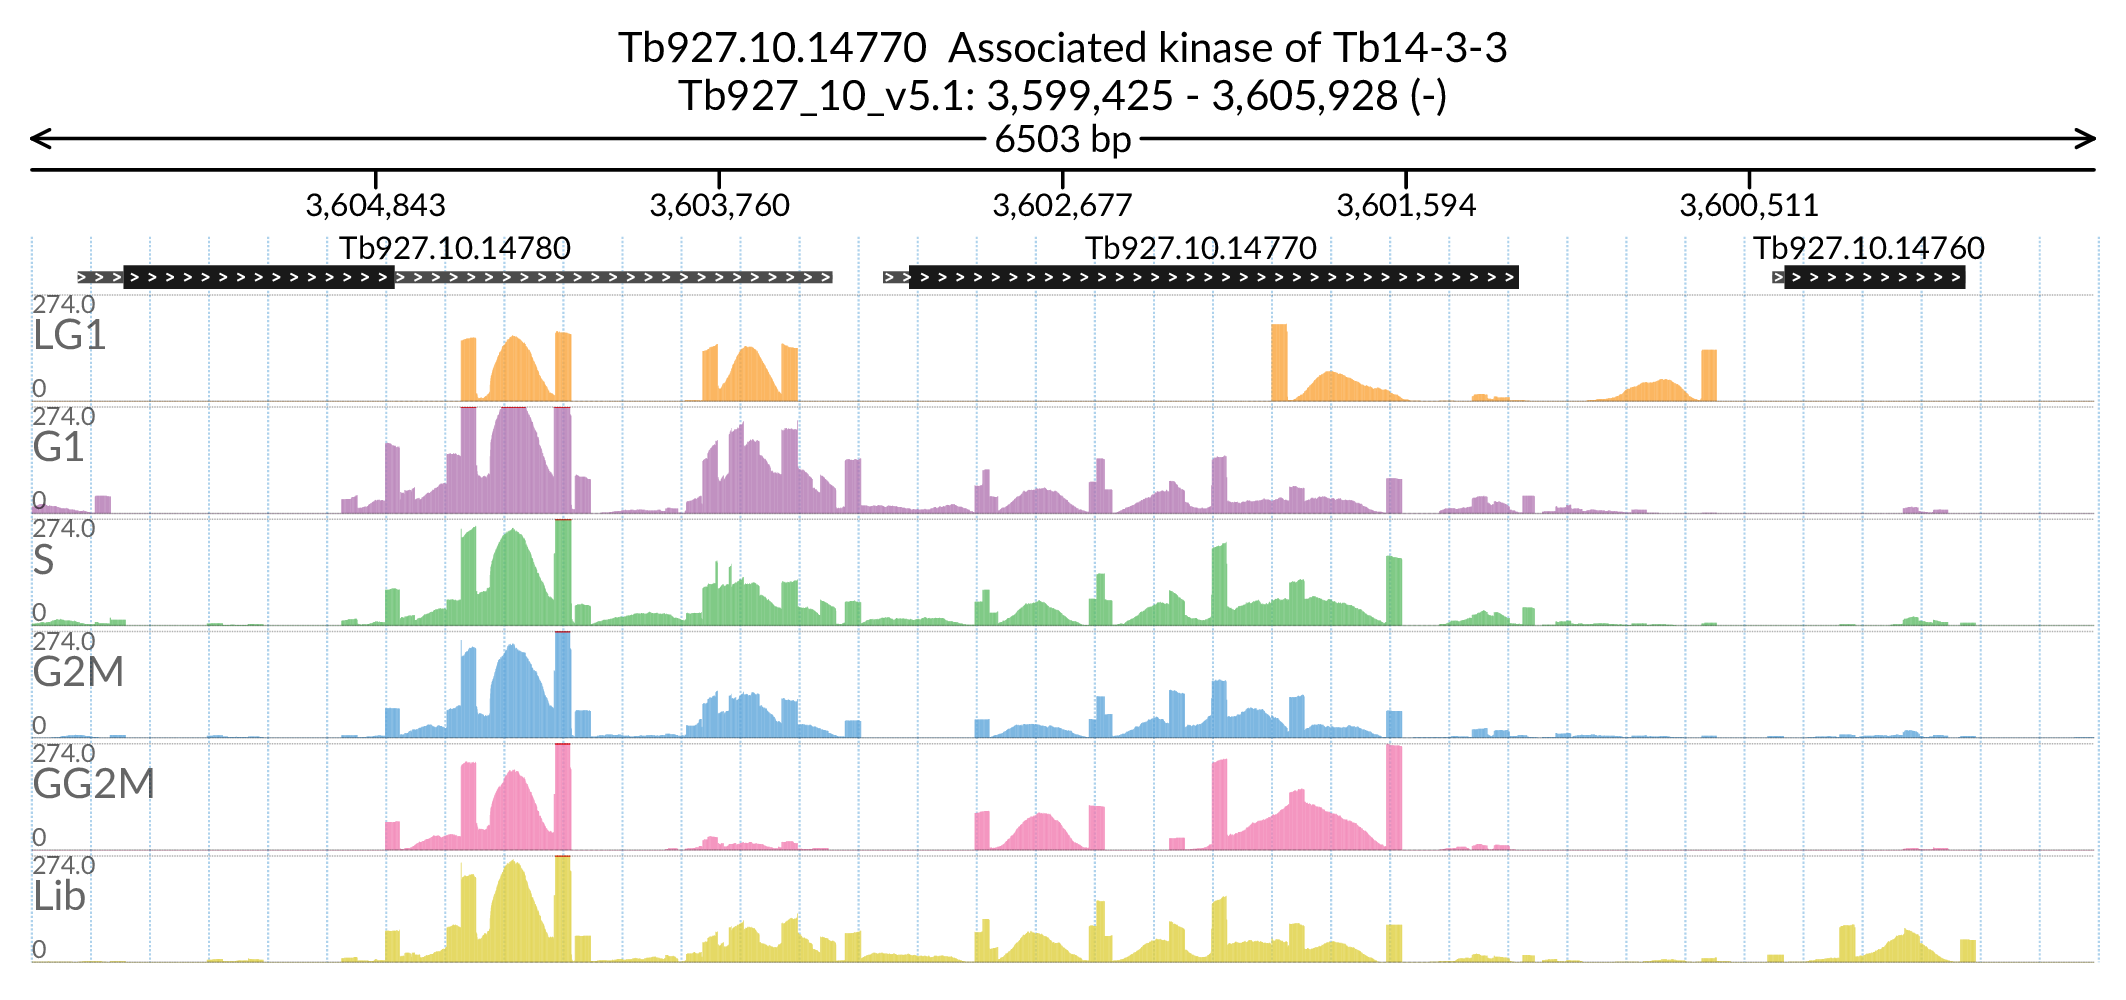 Tb927.10.14770  Associated kinase of Tb14-3-3
Tb927_10_v5.1: 3,599,425 - 3,605,928 (-)
6503 bp
3,604,843 3,603,760 3,602,677 3,601,594 3,600,511
Tb927.10.14780 Tb927.10.14770 Tb927.10.14760
274.0
LG1
0
274.0
G1
0
274.0
S
0
274.0
G2M
0
274.0
GG2M
0
274.0
Lib
0